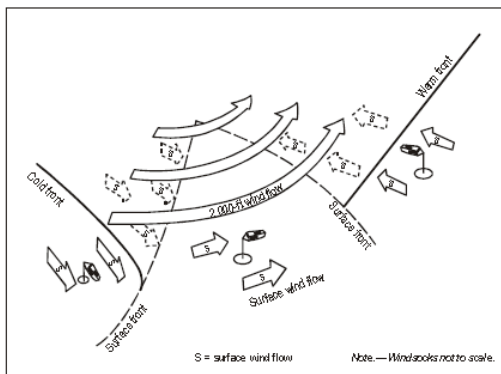 Warm front
Cold front
2 000-ft wind flow
S
S
S
S
S
S
S
S
S
S
S
S
Surface front
Surface wind flow
Surface front
S = surface wind flow
Note.— Windsocks not to scale.